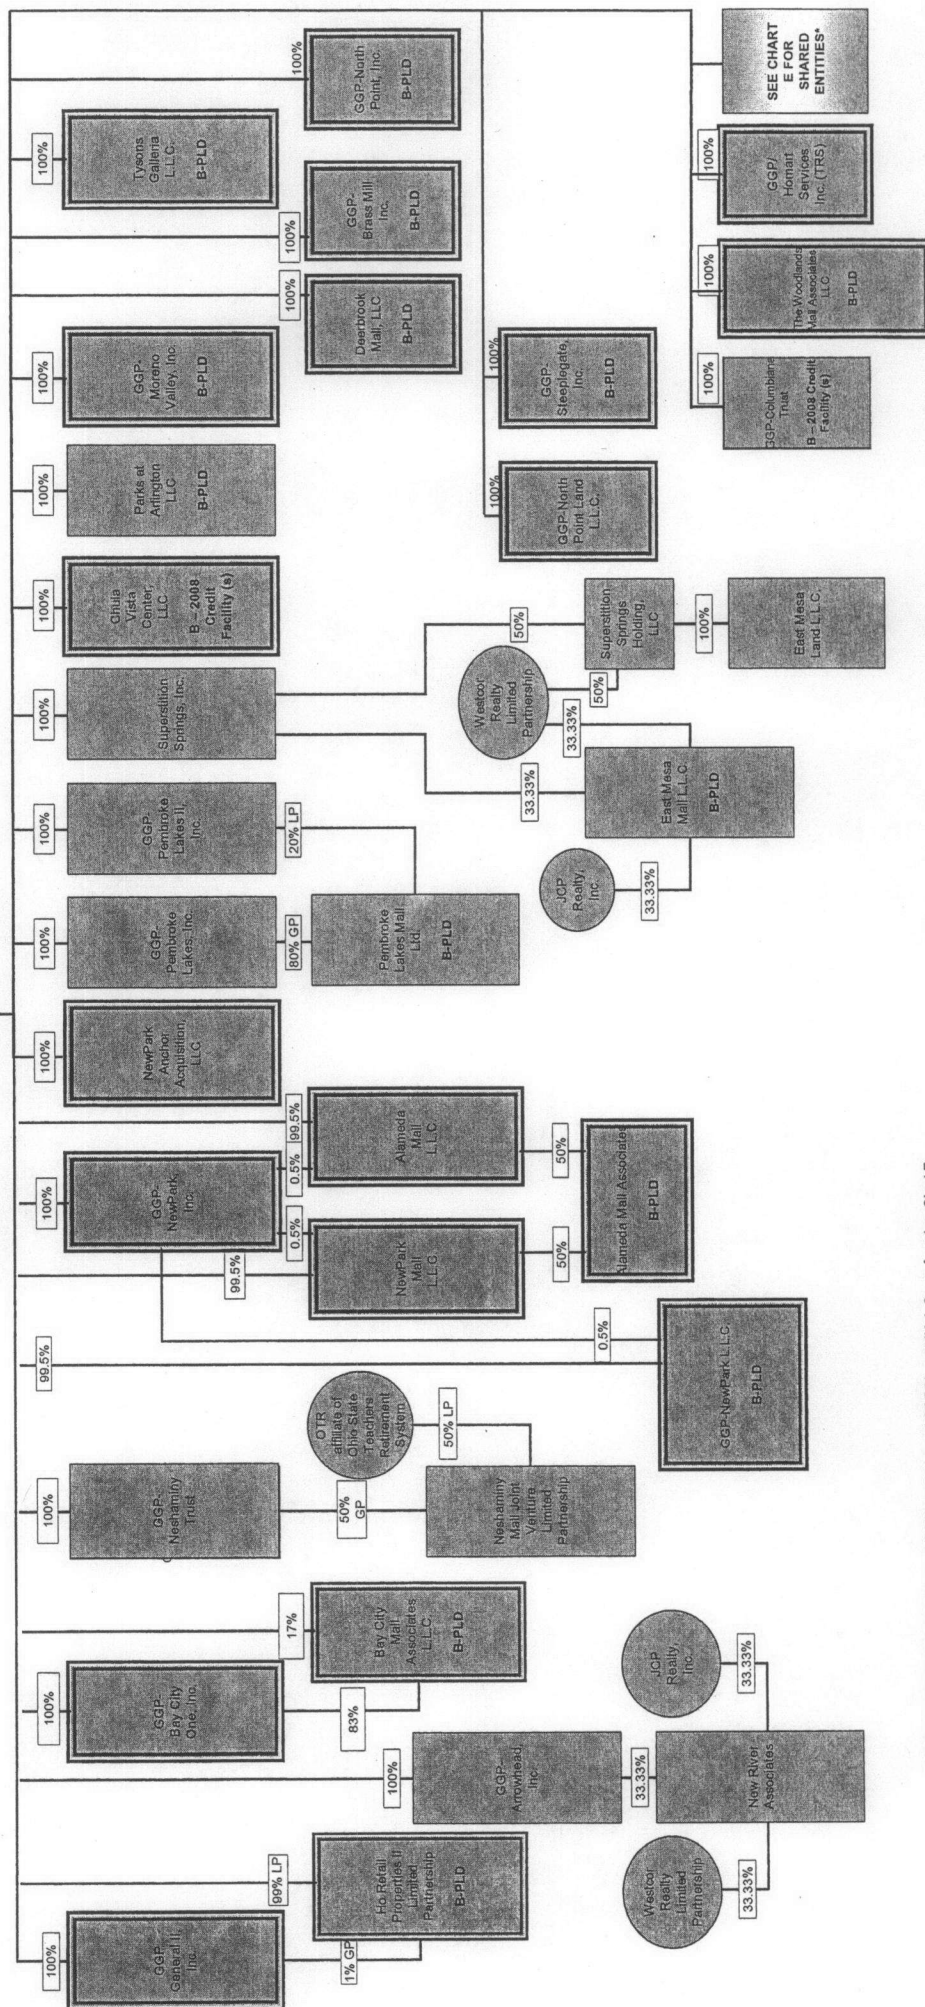 100%
GGP-
General II,
Inc.
1% GP
99% LP
Ho Retail
Properties II
Limited
Partnership
B-PLD
100%
GGP-
Arrowhead,
Inc.
33.33%
Westcor
Realty
Limited
Partnership
33.33%
JCP
Realty
Inc.
33.33%
New River
Associates
100%
GGP-
Bay City
One, Inc.
83%
17%
Bay City
Mall
Associates
L.L.C.
B-PLD
100%
GGP-
Neshaminy
Trust
50%
GP
OTR
affiliate of
Ohio State
Teachers
Retirement
System
50% LP
Neshaminy
Mall Joint
Venture
Limited
Partnership
99.5%
0.5%
GGP-NewPark L.L.C.
B-PLD
100%
GGP-
NewPark,
Inc.
99.5%
0.5%
0.5%
99.5%
NewPark
Mall
L.L.C.
Alameda
Mall
L.L.C.
50%
50%
Alameda Mall Associates
B-PLD
100%
NewPark
Anchor
Acquisition,
LLC
100%
GGP-
Pembroke
Lakes, Inc.
80% GP
Pembroke
Lakes Mall
Ltd.
B-PLD
100%
GGP-
Pembroke
Lakes II,
Inc.
20% LP
100%
Superstition
Springs, Inc.
33.33%
50%
Westcor
Realty
Limited
Partnership
33.33%
50%
JCP
Realty,
Inc.
33.33%
East Mesa
Mall L.L.C.
B-PLD
Superstition
Springs
Holding,
LLC
100%
East Mesa
Land L.L.C.
100%
Chula
Vista
Center,
LLC
B – 2008
Credit
Facility (s)
100%
Parks at
Arlington
LLC
B-PLD
100%
GGP-
Moreno
Valley, Inc.
B-PLD
100%
Tysons
Galleria
L.L.C.
B-PLD
100%
Deerbrook
Mall, LLC
B-PLD
100%
GGP-
Brass Mill
Inc.
B-PLD
100%
GGP-North
Point, Inc.
B-PLD
100%
GGP-North
Point Land
L.L.C.
100%
GGP-
Steeplegate,
Inc.
B-PLD
100%
GGP-Columbiana
Trust
B – 2008 Credit
Facility (s)
100%
The Woodlands
Mall Associates
LLC
B-PLD
100%
GGP/
Homart
Services
Inc. (TRS)
SEE CHART
E FOR
SHARED
ENTITIES*